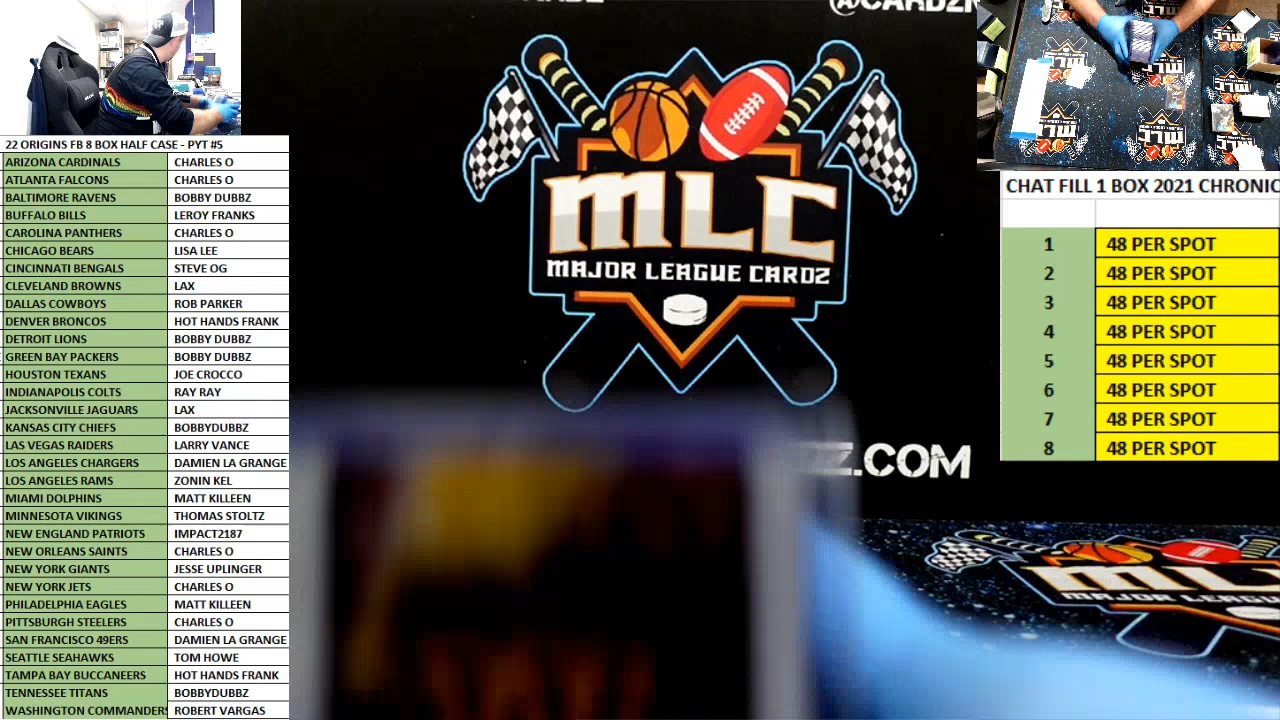 @CARDZ
22 ORIGINS FB 8 BOX HALF CASE - PYT #5
ARIZONA CARDINALS CHARLES O
ATLANTA FALCONS CHARLES O
BALTIMORE RAVENS BOBBY DUBBZ
BUFFALO BILLS LEROY FRANKS
CAROLINA PANTHERS CHARLES O
CHICAGO BEARS LISA LEE
CINCINNATI BENGALS STEVE OG
CLEVELAND BROWNS LAX
DALLAS COWBOYS ROB PARKER
DENVER BRONCOS HOT HANDS FRANK
DETROIT LIONS BOBBY DUBBZ
GREEN BAY PACKERS BOBBY DUBBZ
HOUSTON TEXANS JOE CROCCO
INDIANAPOLIS COLTS RAY RAY
JACKSONVILLE JAGUARS LAX
KANSAS CITY CHIEFS BOBBYDUBBZ
LAS VEGAS RAIDERS LARRY VANCE
LOS ANGELES CHARGERS DAMIEN LA GRANGE
LOS ANGELES RAMS ZONIN KEL
MIAMI DOLPHINS MATT KILLEEN
MINNESOTA VIKINGS THOMAS STOLTZ
NEW ENGLAND PATRIOTS IMPACT2187
NEW ORLEANS SAINTS CHARLES O
NEW YORK GIANTS JESSE UPLINGER
NEW YORK JETS CHARLES O
PHILADELPHIA EAGLES MATT KILLEEN
PITTSBURGH STEELERS CHARLES O
SAN FRANCISCO 49ERS DAMIEN LA GRANGE
SEATTLE SEAHAWKS TOM HOWE
TAMPA BAY BUCCANEERS HOT HANDS FRANK
TENNESSEE TITANS BOBBYDUBBZ
WASHINGTON COMMANDERS ROBERT VARGAS
MLC
MAJOR LEAGUE CARDZ
Z.COM
CHAT FILL 1 BOX 2021 CHRONIC
1 48 PER SPOT
2 48 PER SPOT
3 48 PER SPOT
4 48 PER SPOT
5 48 PER SPOT
6 48 PER SPOT
7 48 PER SPOT
8 48 PER SPOT
MLC
MAJOR LEAGUE